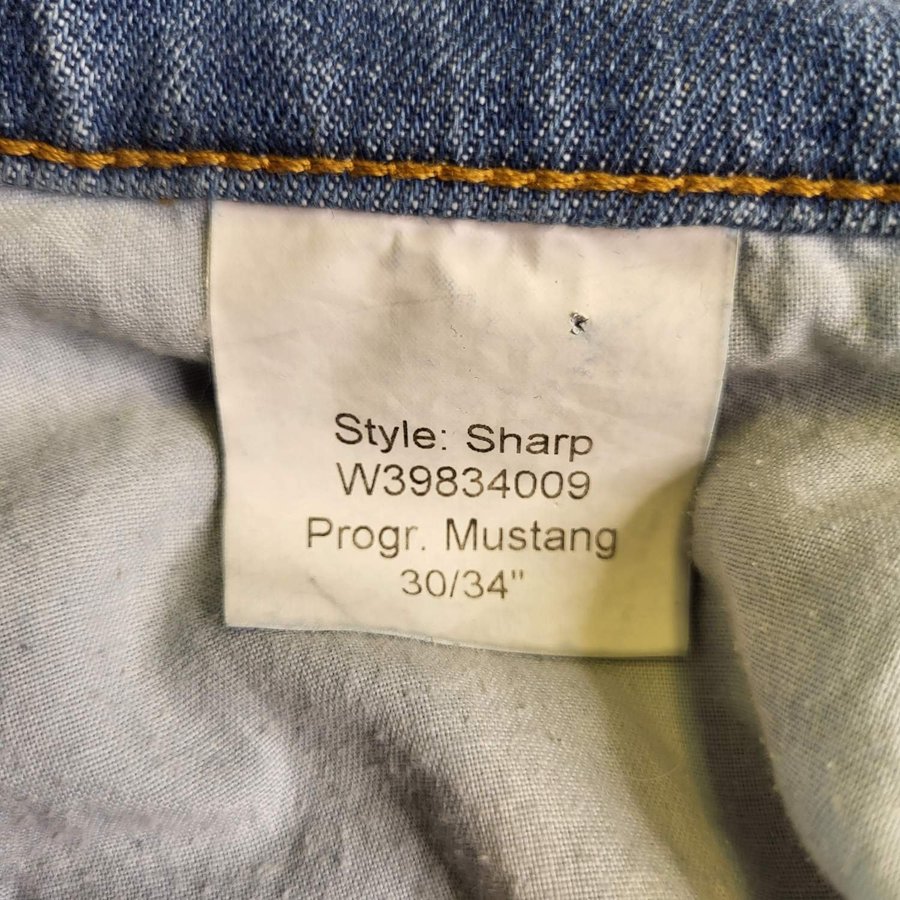 Style: Sharp
W39834009
Progr. Mustang
30/34"